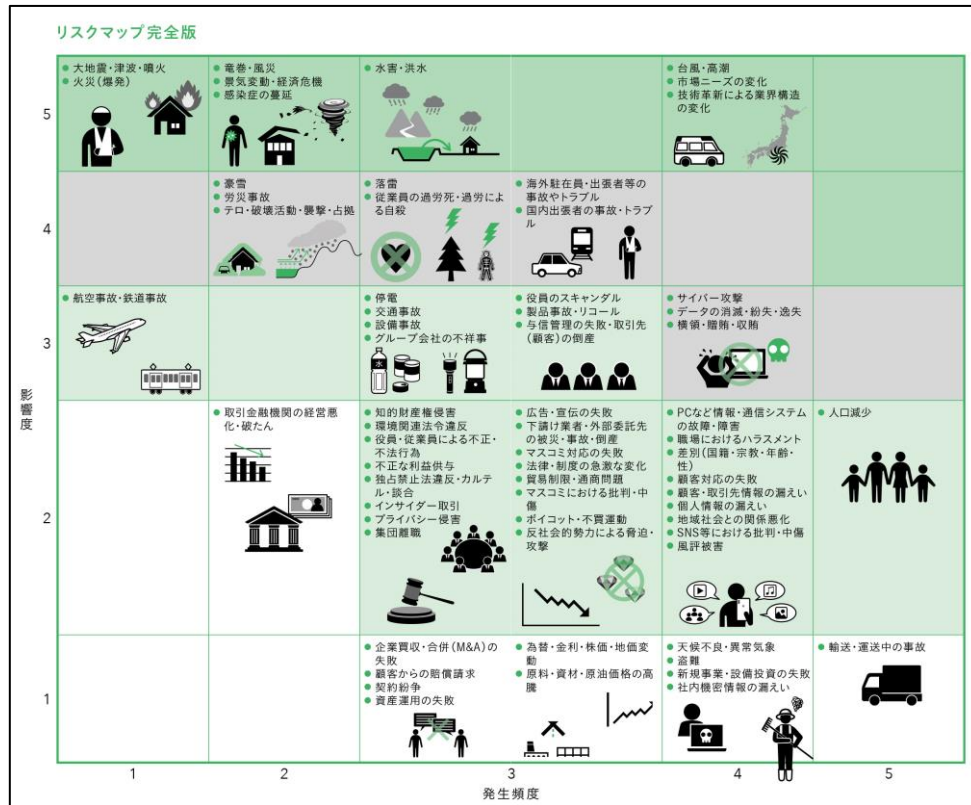 リスクマップ完全版
5
● 大地震・津波・噴火
● 火災(爆発)
● 竜巻・風災
● 景気変動・経済危機
● 感染症の蔓延
● 水害・洪水
● 台風・高潮
● 市場ニーズの変化
● 技術革新による業界構造
の変化
4
● 豪雪
● 労災事故
● テロ・破壊活動・襲撃・占拠
● 落雷
● 従業員の過労死・過労によ
る自殺
● 海外駐在員・出張者等の
事故やトラブル
● 国内出張者の事故・トラブ
ル
3
● 航空事故・鉄道事故
● 停電
● 交通事故
● 設備事故
● グループ会社の不祥事
水
● 役員のスキャンダル
● 製品事故・リコール
● 与信管理の失敗・取引先
(顧客)の倒産
● サイバー攻撃
● データの消滅・紛失・逸失
● 横領・贈賄・収賄
影響度
2
● 取引金融機関の経営悪
化・破たん
● 知的財産権侵害
● 環境関連法令違反
● 役員・従業員による不正・
不法行為
● 不正な利益供与
● 独占禁止法違反・カルテ
ル・談合
● インサイダー取引
● プライバシー侵害
● 集団離職
● 広告・宣伝の失敗
● 下請け業者・外部委託先
の被災・事故・倒産
● マスコミ対応の失敗
● 法律・制度の急激な変化
● 貿易制限・通商問題
● マスコミにおける批判・中
傷
● ボイコット・不買運動
● 反社会的勢力による脅迫・
攻撃
● PCなど情報・通信システム
の故障・障害
● 職場におけるハラスメント
● 差別(国籍・宗教・年齢・
性)
● 顧客対応の失敗
● 顧客・取引先情報の漏えい
● 個人情報の漏えい
● 地域社会との関係悪化
● SNS等における批判・中傷
● 風評被害
● 人口減少
1
● 企業買収・合併(M&A)の
失敗
● 顧客からの賠償請求
● 契約紛争
● 資産運用の失敗
● 為替・金利・株価・地価変
動
● 原料・資材・原油価格の高
騰
● 天候不良・異常気象
● 盗難
● 新規事業・設備投資の失敗
● 社内機密情報の漏えい
● 輸送・運送中の事故
1
2
3
4
5
発生頻度